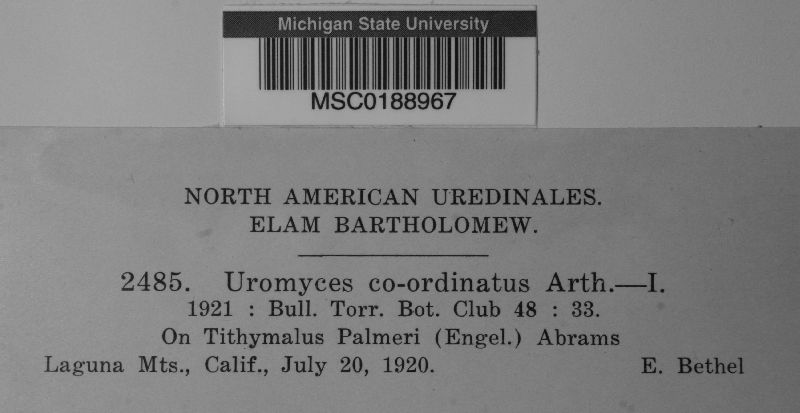 Michigan State University
MSC0188967
NORTH AMERICAN UREDINALES.
ELAM BARTHOLOMEW.
2485. Uromyces co-ordinatus Arth.—I.
1921 : Bull. Torr. Bot. Club 48 : 33.
On Tithymalus Palmeri (Engel.) Abrams
Laguna Mts., Calif., July 20, 1920. E. Bethel